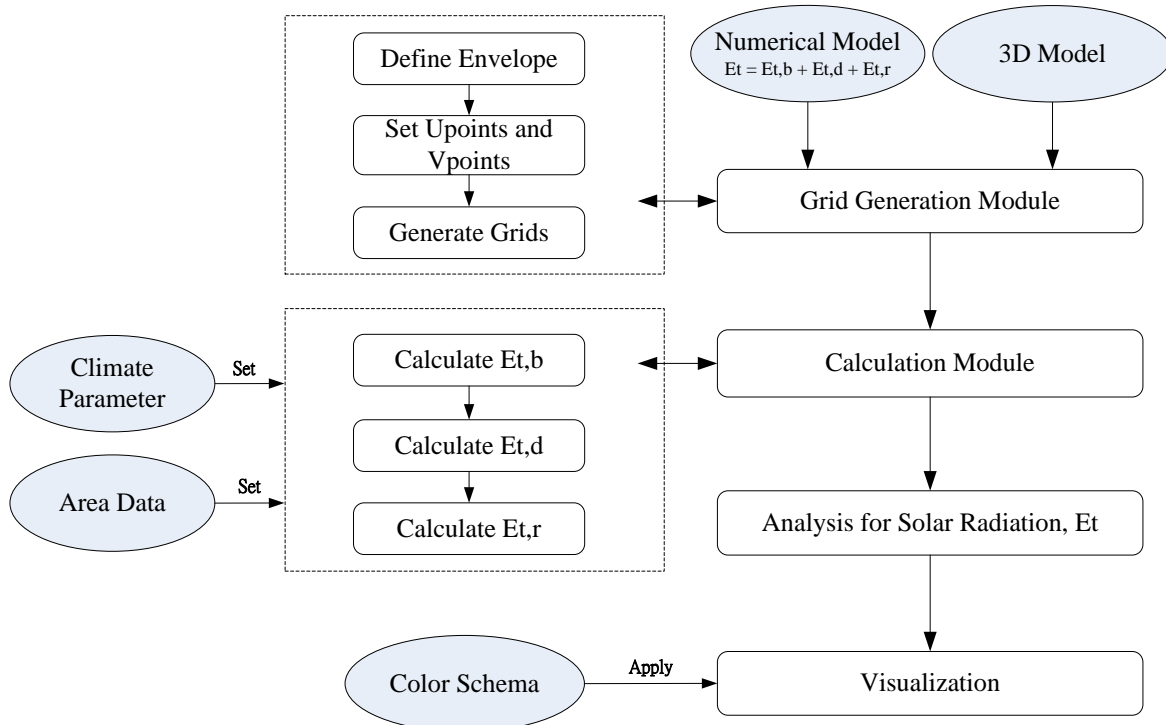 Define Envelope
Set Upoints and
Vpoints
Generate Grids
Numerical Model
Et = Et,b + Et,d + Et,r
3D Model
Grid Generation Module
Climate
Parameter
Set
Area Data
Set
Calculate Et,b
Calculate Et,d
Calculate Et,r
Calculation Module
Analysis for Solar Radiation, Et
Color Schema
Apply
Visualization